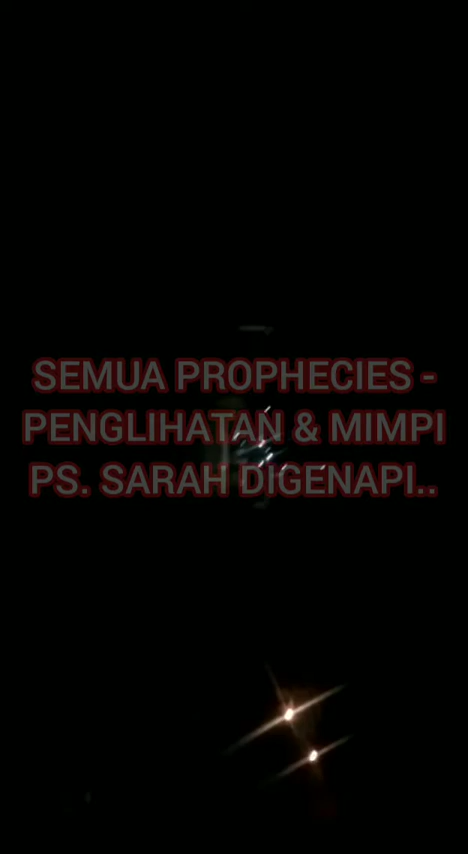 SEMUA PROPHECIES -
PENGLIHATAN & MIMPI
PS. SARAH DIGENAPI..